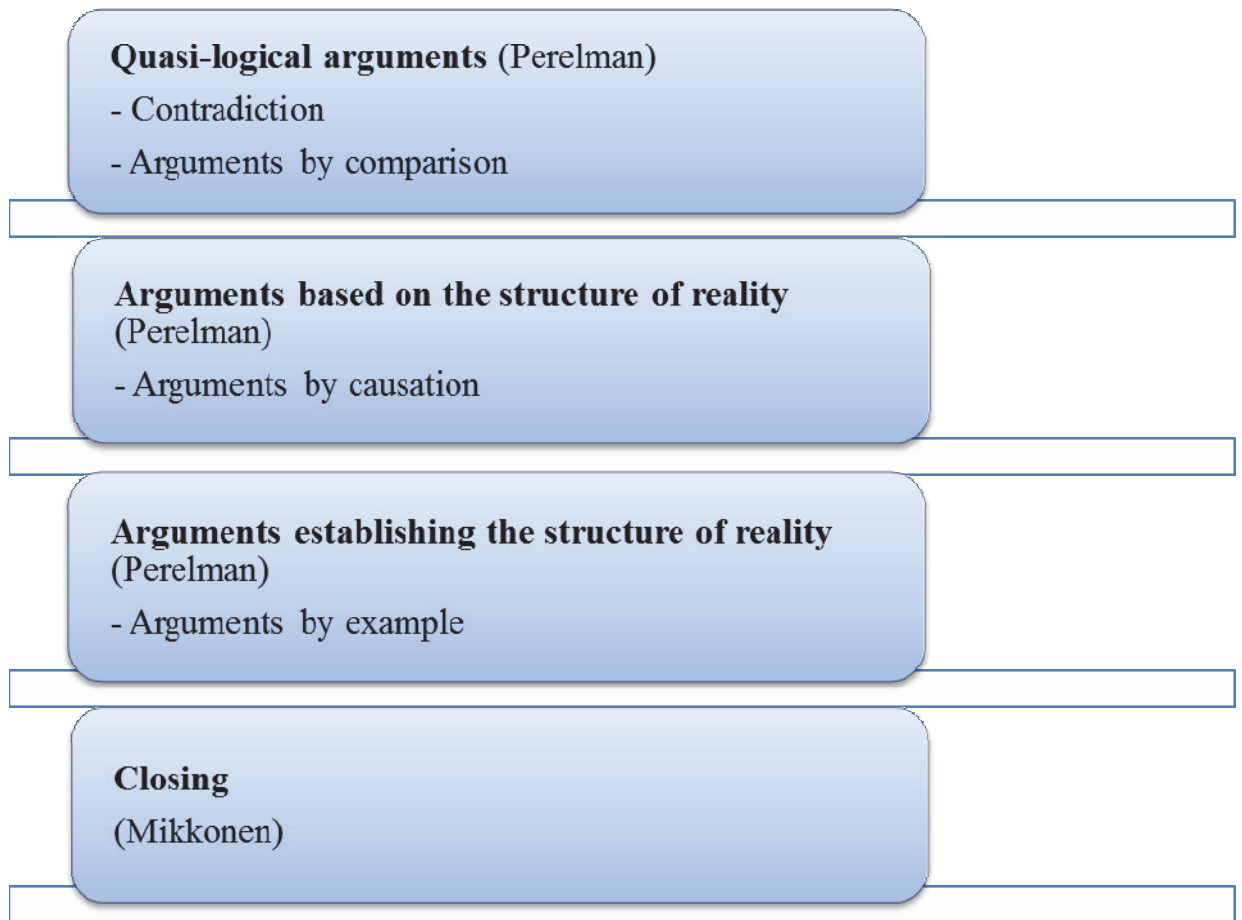 Quasi-logical arguments (Perelman)
- Contradiction
- Arguments by comparison
Arguments based on the structure of reality
(Perelman)
- Arguments by causation
Arguments establishing the structure of reality
(Perelman)
- Arguments by example
Closing
(Mikkonen)